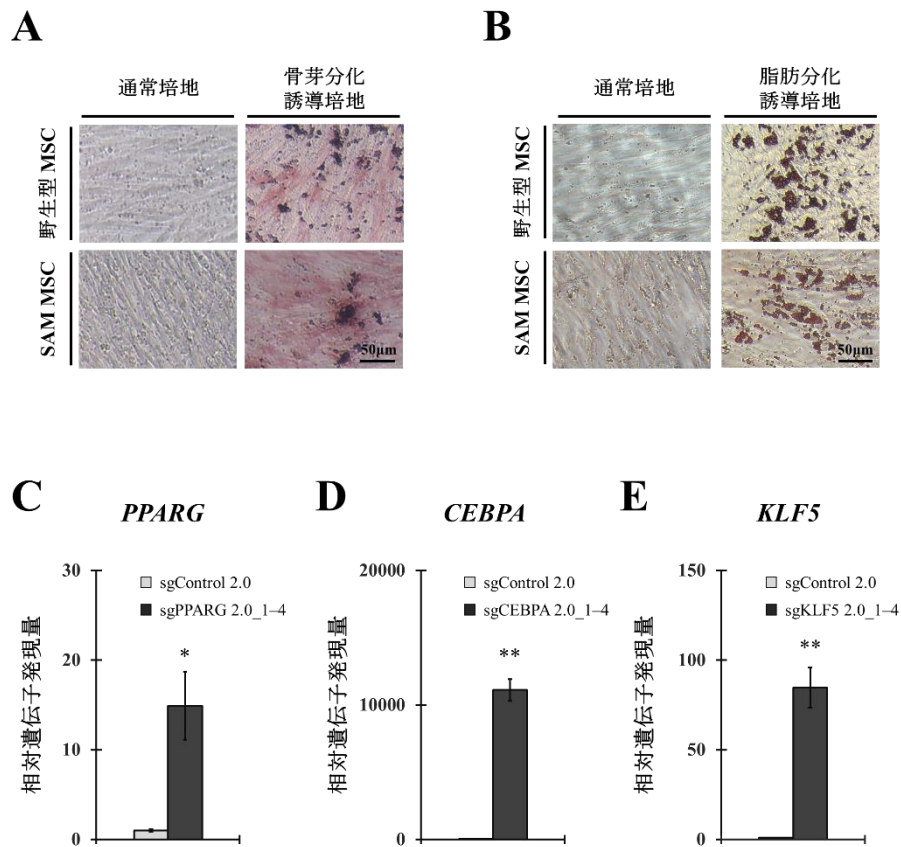 A
通常培地
骨芽分化
誘導培地
野生型 MSC
SAM MSC
50μm
B
通常培地
脂肪分化
誘導培地
野生型 MSC
SAM MSC
50μm
C
PPARG
相対遺伝子発現量
30
20
10
0
sgControl 2.0
sgPPARG 2.0_1–4
*
D
CEBPA
相対遺伝子発現量
20000
10000
0
sgControl 2.0
sgCEBPA 2.0_1–4
**
E
KLF5
相対遺伝子発現量
150
100
50
0
sgControl 2.0
sgKLF5 2.0_1–4
**